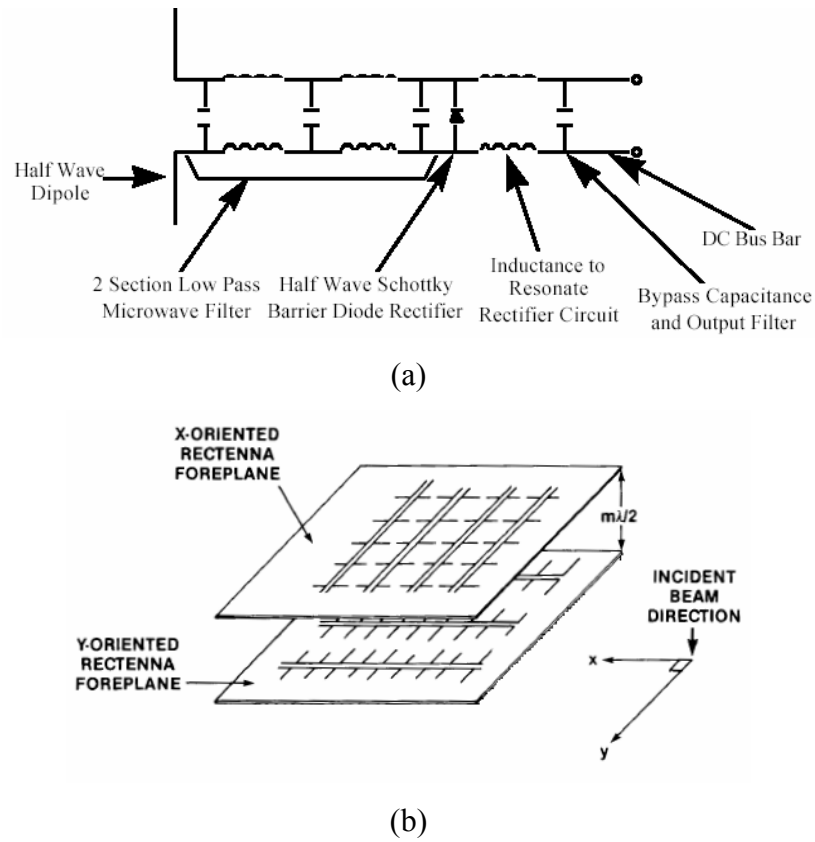 Half Wave
Dipole
2 Section Low Pass
Microwave Filter
Half Wave Schottky
Barrier Diode Rectifier
Inductance to
Resonate
Rectifier Circuit
DC Bus Bar
Bypass Capacitance
and Output Filter
(a)
X-ORIENTED
RECTENNA
FOREPLANE
mλ/2
INCIDENT
BEAM
DIRECTION
Y-ORIENTED
RECTENNA
FOREPLANE
x
y
(b)